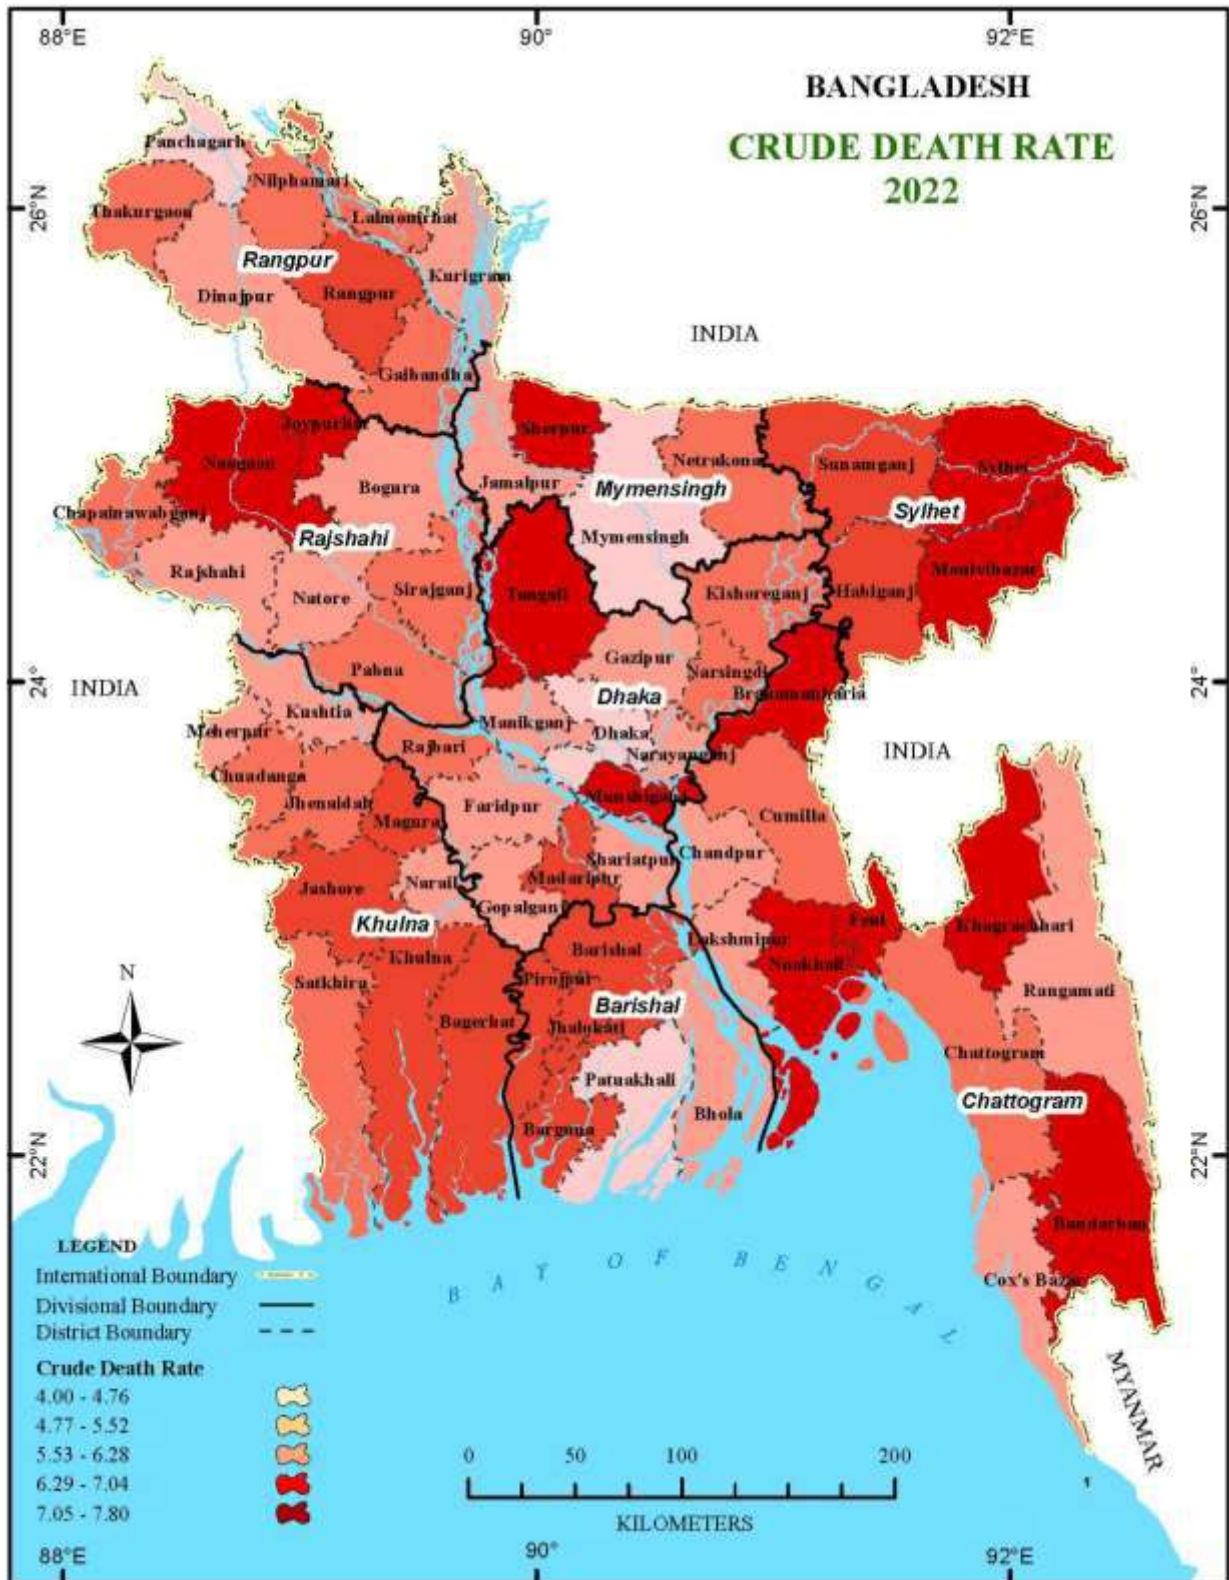 88°E
90°
92°E
BANGLADESH
CRUDE DEATH RATE
2022
26°N
26°N
Panchagarh
Nilphamari
Thakurgaon
Lalmonirhat
Rangpur
Kurigram
Dinajpur
Rangpur
INDIA
Gaibandha
Joypurhat
Sherpur
Naogaon
Netrakona
Sunamganj
Sylhet
Bogura
Jamalpur
Mymensingh
Chapainawabganj
Sylhet
Rajshahi
Mymensingh
Rajshahi
Moulvibazar
Natore
Sirajganj
Tangail
Kishoreganj
Habiganj
Gazipur
Pabna
Narsingdi
24°
INDIA
Dhaka
Brahmanbaria
24°
Kushtia
Meherpur
Manikganj
Dhaka
Rajbari
Narayanganj
INDIA
Chuadanga
Jhenaidah
Faridpur
Munshiganj
Magura
Cumilla
Shariatpur
Chandpur
Jashore
Narail
Madaripur
Gopalganj
Khulna
Feni
Khagrachhari
Lakshmipur
Khulna
Barishal
Noakhali
N
Satkhira
Pirojpur
Rangamati
Barishal
Bagerhat
Jhalokati
Chattogram
Patuakhali
Bhola
Chattogram
Barguna
22°N
22°N
Bandarban
LEGEND
International Boundary
Divisional Boundary
District Boundary
BAY OF BENGAL
Cox's Bazar
Crude Death Rate
4.00 - 4.76
4.77 - 5.52
5.53 - 6.28
6.29 - 7.04
7.05 - 7.80
MYANMAR
0 50 100 200
KILOMETERS
88°E
90°
92°E